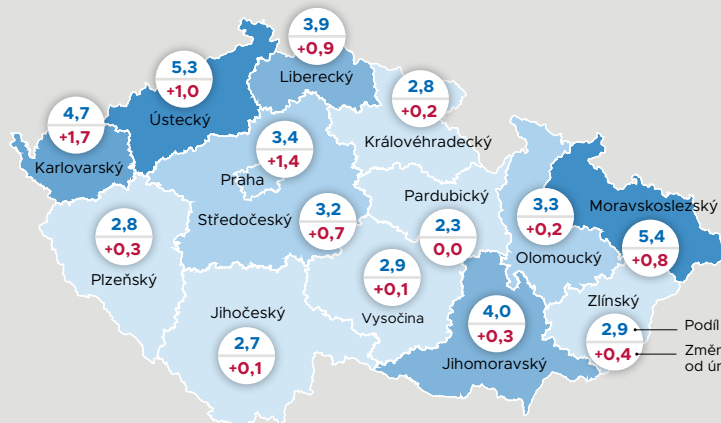 3,9
+0,9
Liberecký
5,3
+1,0
Ústecký
2,8
+0,2
Královéhradecký
4,7
+1,7
Karlovarský
3,4
+1,4
Praha
3,2
+0,7
Středočeský
Pardubický
2,3
0,0
3,3
+0,2
Olomoucký
Moravskoslezský
5,4
+0,8
2,8
+0,3
Plzeňský
2,9
+0,1
Vysočina
Jihočeský
2,7
+0,1
4,0
+0,3
Jihomoravský
Zlínský
2,9
+0,4
Podíl
Změn
od ún